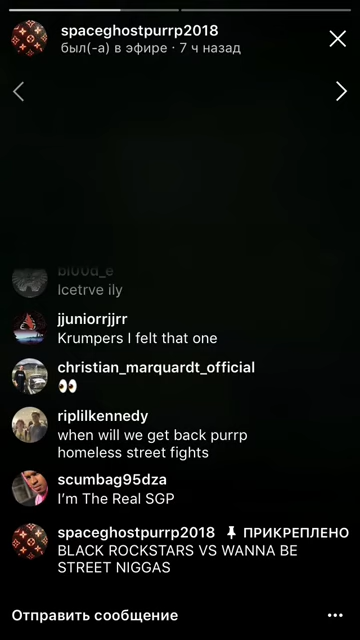 spaceghostpurrp2018
был(-а) в эфире · 7 ч назад
bl00d_e
Icetrve ily
jjuniorrjjrr
Krumpers I felt that one
christian_marquardt_official
👀
riplilkennedy
when will we get back purrp
homeless street fights
scumbag95dza
I'm The Real SGP
spaceghostpurrp2018 ПРИКРЕПЛЕНО
BLACK ROCKSTARS VS WANNA BE
STREET NIGGAS
Отправить сообщение